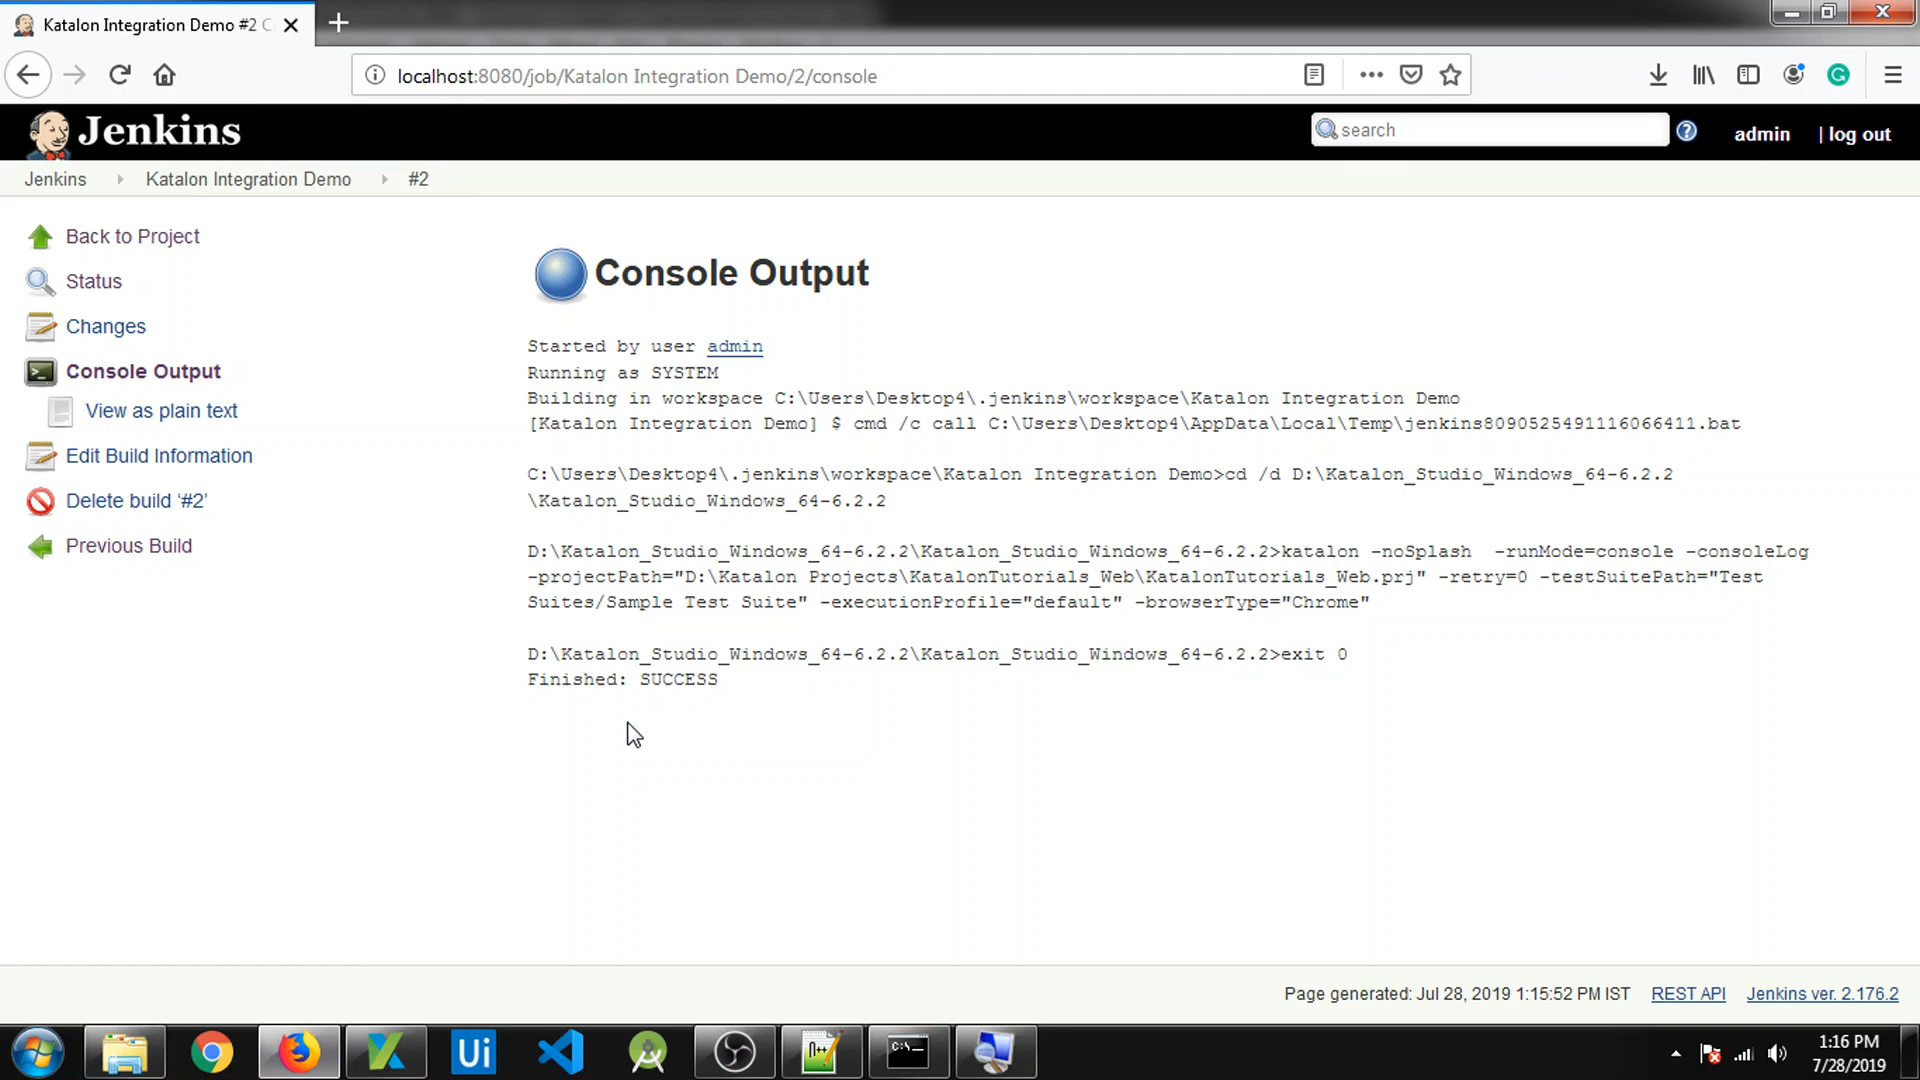 Katalon Integration Demo #2 C
localhost:8080/job/Katalon Integration Demo/2/console
Jenkins
search
admin
| log out
Jenkins
Katalon Integration Demo
#2
Back to Project
Status
Changes
Console Output
View as plain text
Edit Build Information
Delete build ‘#2’
Previous Build
Console Output
Started by user admin
Running as SYSTEM
Building in workspace C:\Users\Desktop4\.jenkins\workspace\Katalon Integration Demo
[Katalon Integration Demo] $ cmd /c call C:\Users\Desktop4\AppData\Local\Temp\jenkins8090525491116066411.bat
C:\Users\Desktop4\.jenkins\workspace\Katalon Integration Demo>cd /d D:\Katalon_Studio_Windows_64-6.2.2
\Katalon_Studio_Windows_64-6.2.2
D:\Katalon_Studio_Windows_64-6.2.2\Katalon_Studio_Windows_64-6.2.2>katalon -noSplash  -runMode=console -consoleLog
-projectPath="D:\Katalon Projects\KatalonTutorials_Web\KatalonTutorials_Web.prj" -retry=0 -testSuitePath="Test
Suites/Sample Test Suite" -executionProfile="default" -browserType="Chrome"
D:\Katalon_Studio_Windows_64-6.2.2\Katalon_Studio_Windows_64-6.2.2>exit 0
Finished: SUCCESS
Page generated: Jul 28, 2019 1:15:52 PM IST
REST API
Jenkins ver. 2.176.2
Ui
N++
C:\_
1:16 PM
7/28/2019